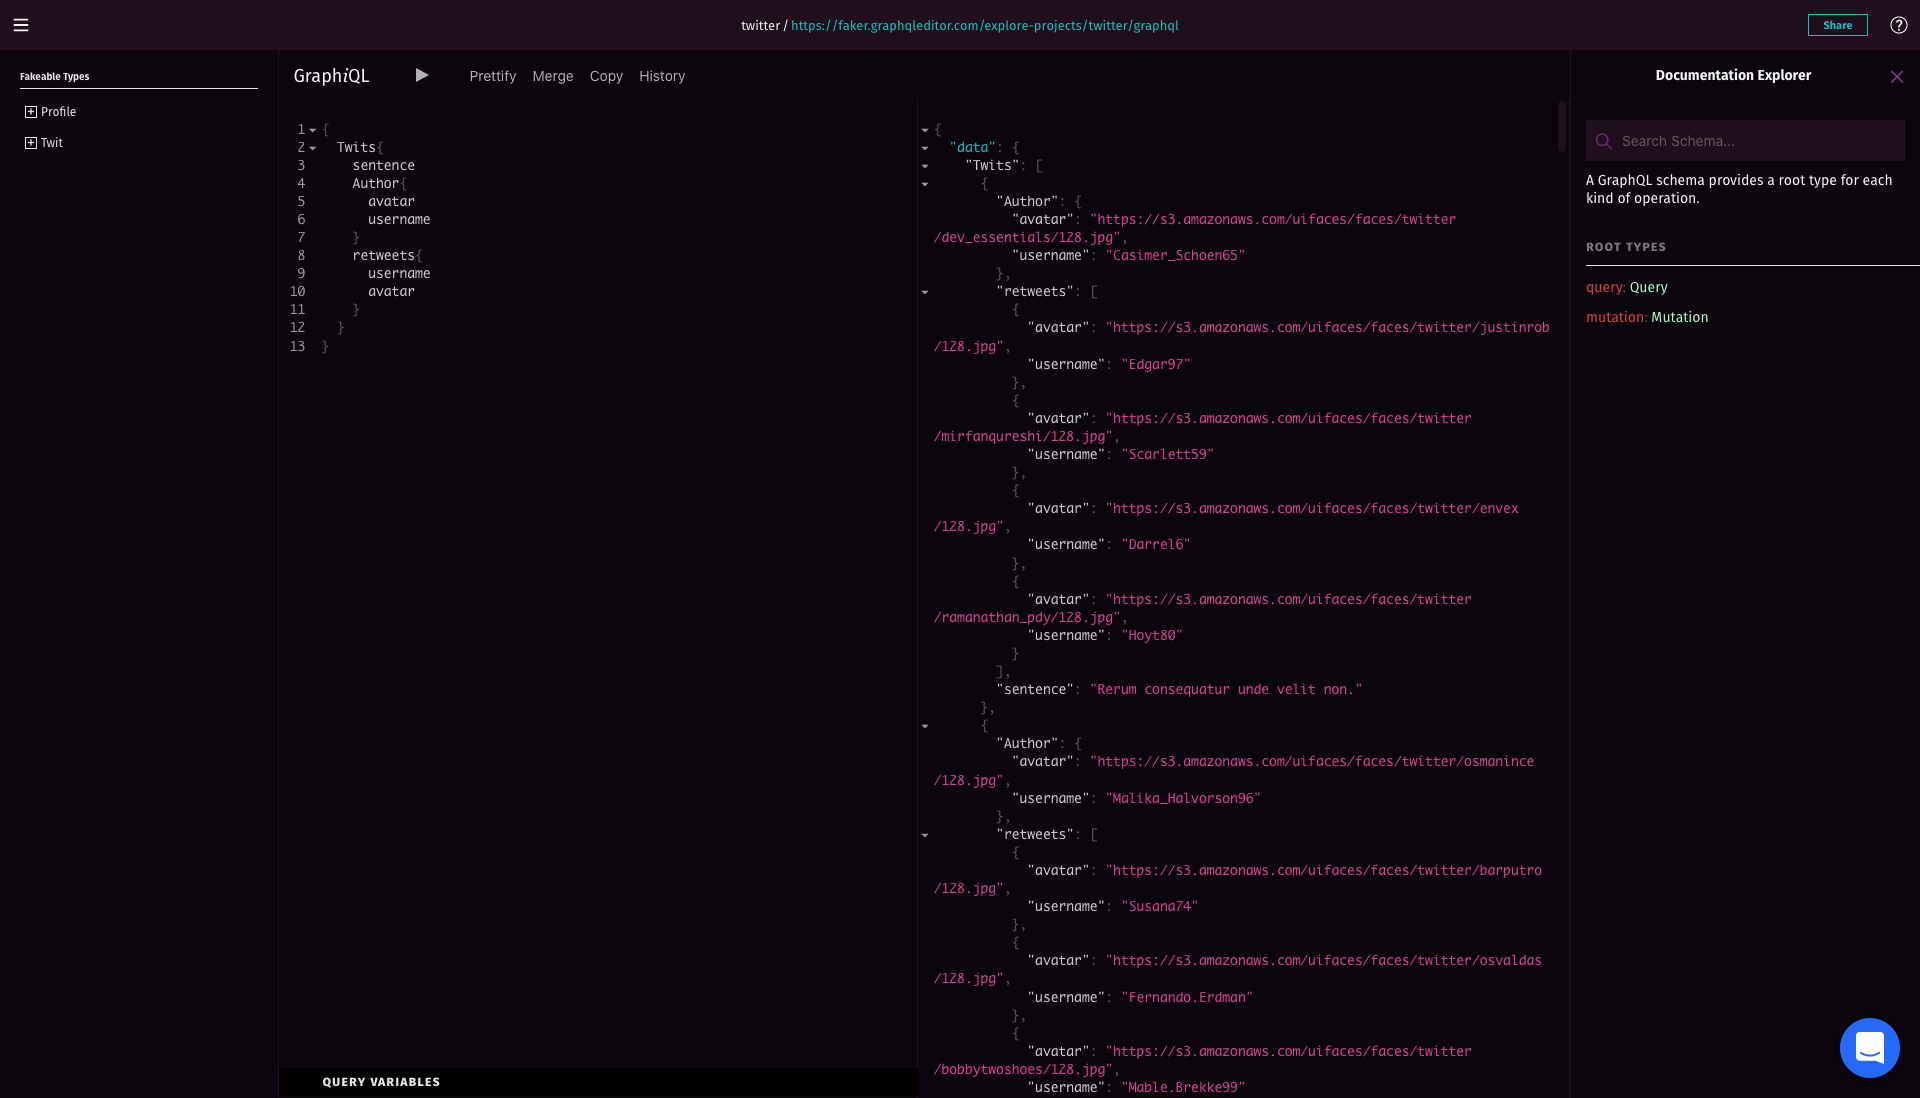 twitter / https://faker.graphqleditor.com/explore-projects/twitter/graphql
Share
Fakeable Types
Profile
Twit
GraphiQL
Prettify Merge Copy History
1 {
2 Twits{
3 sentence
4 Author{
5 avatar
6 username
7 }
8 retweets{
9 username
10 avatar
11 }
12 }
13 }
QUERY VARIABLES
{
"data": {
"Twits": [
{
"Author": {
"avatar": "https://s3.amazonaws.com/uifaces/faces/twitter
/dev_essentials/128.jpg",
"username": "Casimer_Schoen65"
},
"retweets": [
{
"avatar": "https://s3.amazonaws.com/uifaces/faces/twitter/justinrob
/128.jpg",
"username": "Edgar97"
},
{
"avatar": "https://s3.amazonaws.com/uifaces/faces/twitter
/mirfanqureshi/128.jpg",
"username": "Scarlett59"
},
{
"avatar": "https://s3.amazonaws.com/uifaces/faces/twitter/envex
/128.jpg",
"username": "Darrel6"
},
{
"avatar": "https://s3.amazonaws.com/uifaces/faces/twitter
/ramanathan_pdy/128.jpg",
"username": "Hoyt80"
}
],
"sentence": "Rerum consequatur unde velit non."
},
{
"Author": {
"avatar": "https://s3.amazonaws.com/uifaces/faces/twitter/osmanince
/128.jpg",
"username": "Malika_Halvorson96"
},
"retweets": [
{
"avatar": "https://s3.amazonaws.com/uifaces/faces/twitter/barputro
/128.jpg",
"username": "Susana74"
},
{
"avatar": "https://s3.amazonaws.com/uifaces/faces/twitter/osvaldas
/128.jpg",
"username": "Fernando.Erdman"
},
{
"avatar": "https://s3.amazonaws.com/uifaces/faces/twitter
/bobbytwoshoes/128.jpg",
"username": "Mable.Brekke99"
Documentation Explorer
Search Schema...
A GraphQL schema provides a root type for each
kind of operation.
ROOT TYPES
query: Query
mutation: Mutation